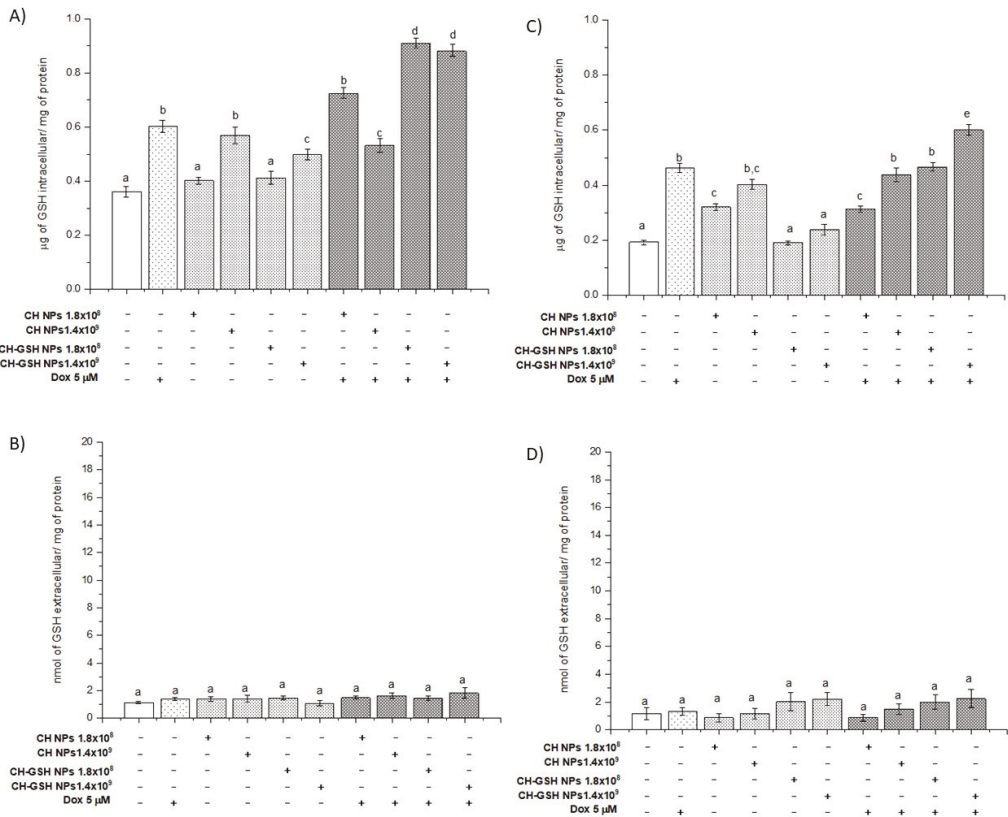 A)
1.0
0.8
0.6
0.4
0.2
0.0
µg of GSH intracellular/ mg of protein
a b a b a c b c d d
CH NPs 1.8x10⁸ – – + – – – + – – –
CH NPs1.4x10⁹ – – – + – – – + – –
CH-GSH NPs 1.8x10⁸ – – – – + – – – + –
CH-GSH NPs1.4x10⁹ – – – – – + – – – +
Dox 5 µM – + – – – – + + + +
C)
1.0
0.8
0.6
0.4
0.2
0.0
µg of GSH intracellular/ mg of protein
a b c b,c a a c b b e
CH NPs 1.8x10⁸ – – + – – – + – – –
CH NPs1.4x10⁹ – – – + – – – + – –
CH-GSH NPs 1.8x10⁸ – – – – + – – – + –
CH-GSH NPs1.4x10⁹ – – – – – + – – – +
Dox 5 µM – + – – – – + + + +
B)
20
18
16
14
12
10
8
6
4
2
0
nmol of GSH extracellular/ mg of protein
a a a a a a a a a a
CH NPs 1.8x10⁸ – – + – – – + – – –
CH NPs1.4x10⁹ – – – + – – – + – –
CH-GSH NPs 1.8x10⁸ – – – – + – – – + –
CH-GSH NPs1.4x10⁹ – – – – – + – – – +
Dox 5 µM – + – – – – + + + +
D)
20
18
16
14
12
10
8
6
4
2
0
nmol of GSH extracellular/ mg of protein
a a a a a a a a a a
CH NPs 1.8x10⁸ – – + – – – + – – –
CH NPs1.4x10⁹ – – – + – – – + – –
CH-GSH NPs 1.8x10⁸ – – – – + – – – + –
CH-GSH NPs1.4x10⁹ – – – – – + – – – +
Dox 5 µM – + – – – – + + + +